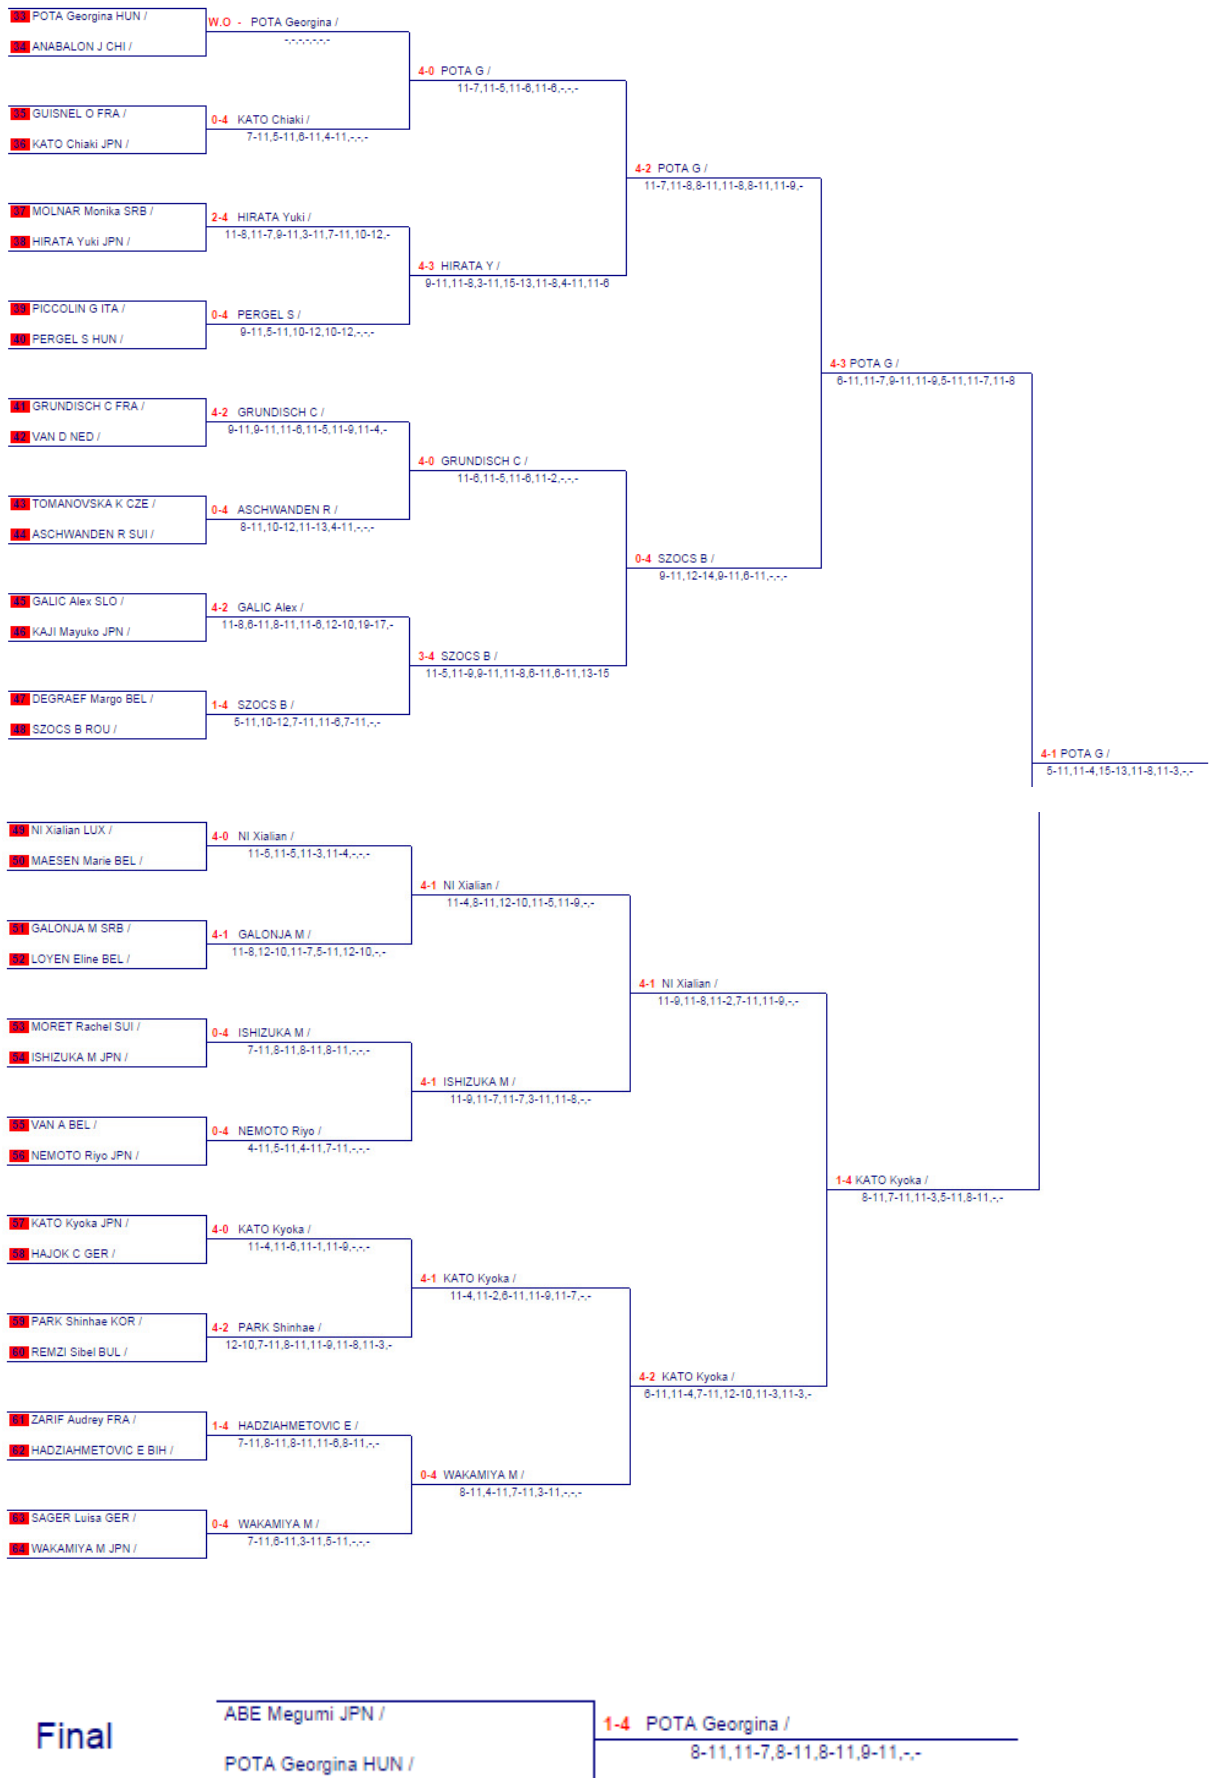 33 POTA Georgina HUN /
W.O - POTA Georgina /
34 ANABALON J CHI /
-,-,-,-,-,-,-
4-0 POTA G /
11-7,11-5,11-6,11-6,-,-,-
35 GUISNEL O FRA /
0-4 KATO Chiaki /
36 KATO Chiaki JPN /
7-11,5-11,6-11,4-11,-,-,-
4-2 POTA G /
11-7,11-8,8-11,11-8,8-11,11-9,-
37 MOLNAR Monika SRB /
2-4 HIRATA Yuki /
38 HIRATA Yuki JPN /
11-8,11-7,9-11,3-11,7-11,10-12,-
4-3 HIRATA Y /
9-11,11-8,3-11,15-13,11-8,4-11,11-6
39 PICCOLIN G ITA /
0-4 PERGEL S /
40 PERGEL S HUN /
9-11,5-11,10-12,10-12,-,-,-
4-3 POTA G /
6-11,11-7,9-11,11-9,5-11,11-7,11-8
41 GRUNDISCH C FRA /
4-2 GRUNDISCH C /
42 VAN D NED /
9-11,9-11,11-6,11-5,11-9,11-4,-
4-0 GRUNDISCH C /
11-6,11-5,11-6,11-2,-,-,-
43 TOMANOVSKA K CZE /
0-4 ASCHWANDEN R /
44 ASCHWANDEN R SUI /
8-11,10-12,11-13,4-11,-,-,-
0-4 SZOCS B /
9-11,12-14,9-11,6-11,-,-,-
45 GALIC Alex SLO /
4-2 GALIC Alex /
46 KAJI Mayuko JPN /
11-8,6-11,8-11,11-6,12-10,19-17,-
3-4 SZOCS B /
11-5,11-9,9-11,11-8,6-11,6-11,13-15
47 DEGRAEF Margo BEL /
1-4 SZOCS B /
48 SZOCS B ROU /
5-11,10-12,7-11,11-6,7-11,-,-
4-1 POTA G /
5-11,11-4,15-13,11-8,11-3,-,-
49 NI Xialian LUX /
4-0 NI Xialian /
50 MAESEN Marie BEL /
11-5,11-5,11-3,11-4,-,-,-
4-1 NI Xialian /
11-4,8-11,12-10,11-5,11-9,-,-
51 GALONJA M SRB /
4-1 GALONJA M /
52 LOYEN Eline BEL /
11-8,12-10,11-7,5-11,12-10,-,-
4-1 NI Xialian /
11-9,11-8,11-2,7-11,11-9,-,-
53 MORET Rachel SUI /
0-4 ISHIZUKA M /
54 ISHIZUKA M JPN /
7-11,8-11,8-11,8-11,-,-,-
4-1 ISHIZUKA M /
11-9,11-7,11-7,3-11,11-8,-,-
55 VAN A BEL /
0-4 NEMOTO Riyo /
56 NEMOTO Riyo JPN /
4-11,5-11,4-11,7-11,-,-,-
1-4 KATO Kyoka /
8-11,7-11,11-3,5-11,8-11,-,-
57 KATO Kyoka JPN /
4-0 KATO Kyoka /
58 HAJOK C GER /
11-4,11-6,11-1,11-9,-,-,-
4-1 KATO Kyoka /
11-4,11-2,6-11,11-9,11-7,-,-
59 PARK Shinhae KOR /
4-2 PARK Shinhae /
60 REMZI Sibel BUL /
12-10,7-11,8-11,11-9,11-8,11-3,-
4-2 KATO Kyoka /
6-11,11-4,7-11,12-10,11-3,11-3,-
61 ZARIF Audrey FRA /
1-4 HADZIAHMETOVIC E /
62 HADZIAHMETOVIC E BIH /
7-11,8-11,8-11,11-6,8-11,-,-
0-4 WAKAMIYA M /
8-11,4-11,7-11,3-11,-,-,-
63 SAGER Luisa GER /
0-4 WAKAMIYA M /
64 WAKAMIYA M JPN /
7-11,6-11,3-11,5-11,-,-,-
Final
ABE Megumi JPN /
1-4 POTA Georgina /
POTA Georgina HUN /
8-11,11-7,8-11,8-11,9-11,-,-